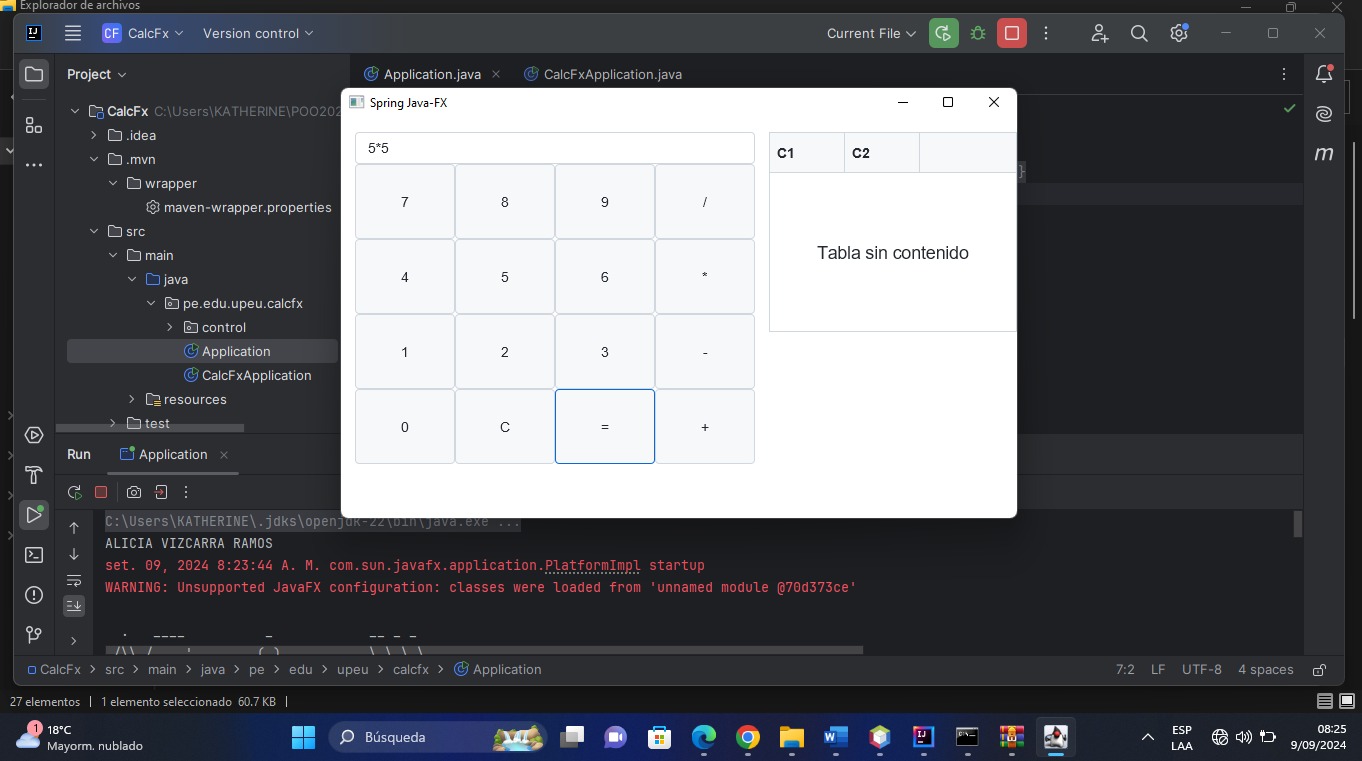 Explorador de archivos
CF CalcFx Version control Current File
Project Application.java CalcFxApplication.java
Spring Java-FX
CalcFx C:\Users\KATHERINE\POO202
.idea
.mvn
wrapper
maven-wrapper.properties
src
main
java
pe.edu.upeu.calcfx
control
Application
CalcFxApplication
resources
test
5*5
7 8 9 /
4 5 6 *
1 2 3 -
0 C = +
C1 C2
Tabla sin contenido
}
m
Run Application
C:\Users\KATHERINE\.jdks\openjdk-22\bin\java.exe ...
ALICIA VIZCARRA RAMOS
set. 09, 2024 8:23:44 A. M. com.sun.javafx.application.PlatformImpl startup
WARNING: Unsupported JavaFX configuration: classes were loaded from 'unnamed module @70d373ce'
CalcFx > src > main > java > pe > edu > upeu > calcfx > Application 7:2 LF UTF-8 4 spaces
27 elementos | 1 elemento seleccionado 60.7 KB |
1 18°C
Mayorm. nublado
Búsqueda
ESP
LAA
08:25
9/09/2024